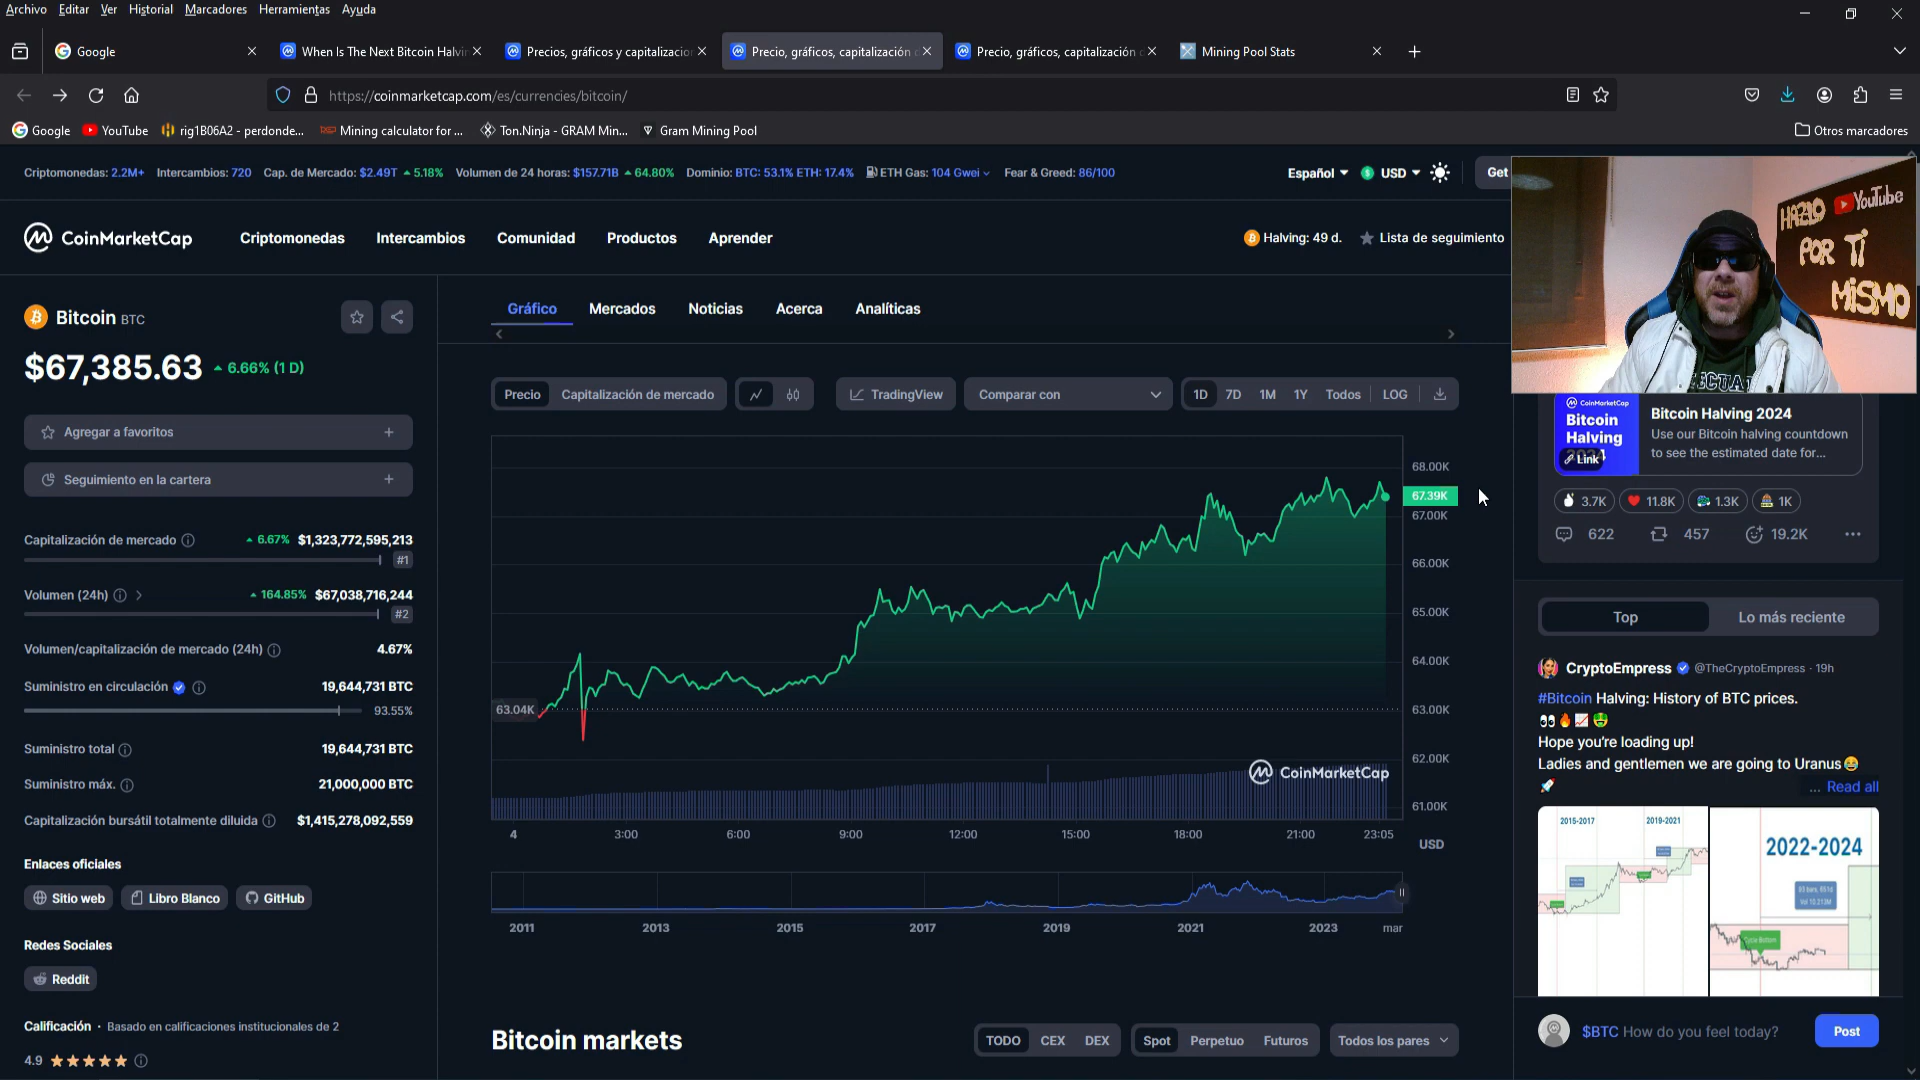 Archivo Editar Ver Historial Marcadores Herramientas Ayuda
Google
When Is The Next Bitcoin Halvin
Precios, gráficos y capitalizacion
Precio, gráficos, capitalización
Precio, gráficos, capitalización
Mining Pool Stats
https://coinmarketcap.com/es/currencies/bitcoin/
Google YouTube rig1B06A2 - perdonde... Mining calculator for ... Ton.Ninja - GRAM Min... Gram Mining Pool Otros marcadores
Criptomonedas: 2.2M+ Intercambios: 720 Cap. de Mercado: $2.49T 5.18% Volumen de 24 horas: $157.71B 64.80% Dominio: BTC: 53.1% ETH: 17.4% ETH Gas: 104 Gwei Fear & Greed: 86/100
Español USD Get
CoinMarketCap Criptomonedas Intercambios Comunidad Productos Aprender Halving: 49 d. Lista de seguimiento
HAZLO YouTube
POR TI
MISMO
Bitcoin BTC
$67,385.63 6.66% (1 D)
Agregar a favoritos +
Seguimiento en la cartera +
Capitalización de mercado 6.67% $1,323,772,595,213
#1
Volumen (24h) 164.85% $67,038,716,244
#2
Volumen/capitalización de mercado (24h) 4.67%
Suministro en circulación 19,644,731 BTC
93.55%
Suministro total 19,644,731 BTC
Suministro máx. 21,000,000 BTC
Capitalización bursátil totalmente diluida $1,415,278,092,559
Enlaces oficiales
Sitio web Libro Blanco GitHub
Redes Sociales
Reddit
Calificación · Basado en calificaciones institucionales de 2
4.9
Gráfico Mercados Noticias Acerca Analíticas
Precio Capitalización de mercado TradingView Comparar con 1D 7D 1M 1Y Todos LOG
68.00K
67.39K
67.00K
66.00K
65.00K
64.00K
63.04K
63.00K
62.00K
CoinMarketCap
61.00K
4 3:00 6:00 9:00 12:00 15:00 18:00 21:00 23:05
USD
2011 2013 2015 2017 2019 2021 2023 mar
Bitcoin markets TODO CEX DEX Spot Perpetuo Futuros Todos los pares
CoinMarketCap
Bitcoin
Halving
Link
Bitcoin Halving 2024
Use our Bitcoin halving countdown
to see the estimated date for...
3.7K 11.8K 1.3K 1K
622 457 19.2K ...
Top Lo más reciente
CryptoEmpress @TheCryptoEmpress · 19h
#Bitcoin Halving: History of BTC prices.
Hope you're loading up!
Ladies and gentlemen we are going to Uranus
... Read all
2015-2017 2019-2021
2022-2024
Cycle Bottom
$BTC How do you feel today? Post